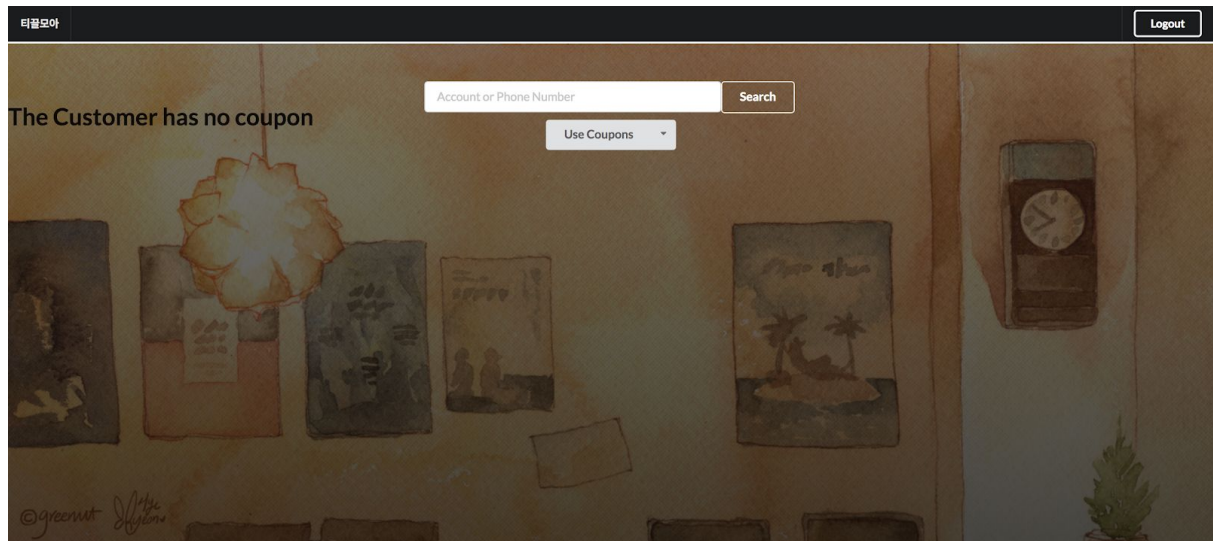 티끌모아
Logout
Account or Phone Number
Search
The Customer has no coupon
Use Coupons
©greenut